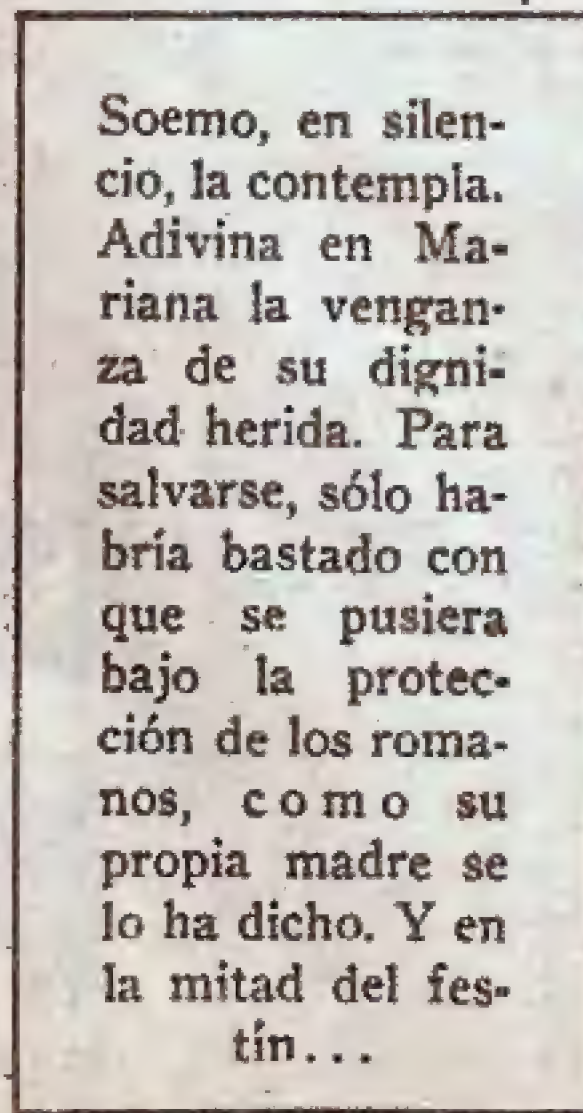 Soemo, en silen-
cio, la contempla.
Adivina en Ma-
riana la vengan-
za de su digni-
dad herida. Para
salvarse, sólo ha-
bría bastado con
que se pusiera
bajo la protec-
ción de los roma-
nos, como su
propia madre se
lo ha dicho. Y en
la mitad del fes-
tín...